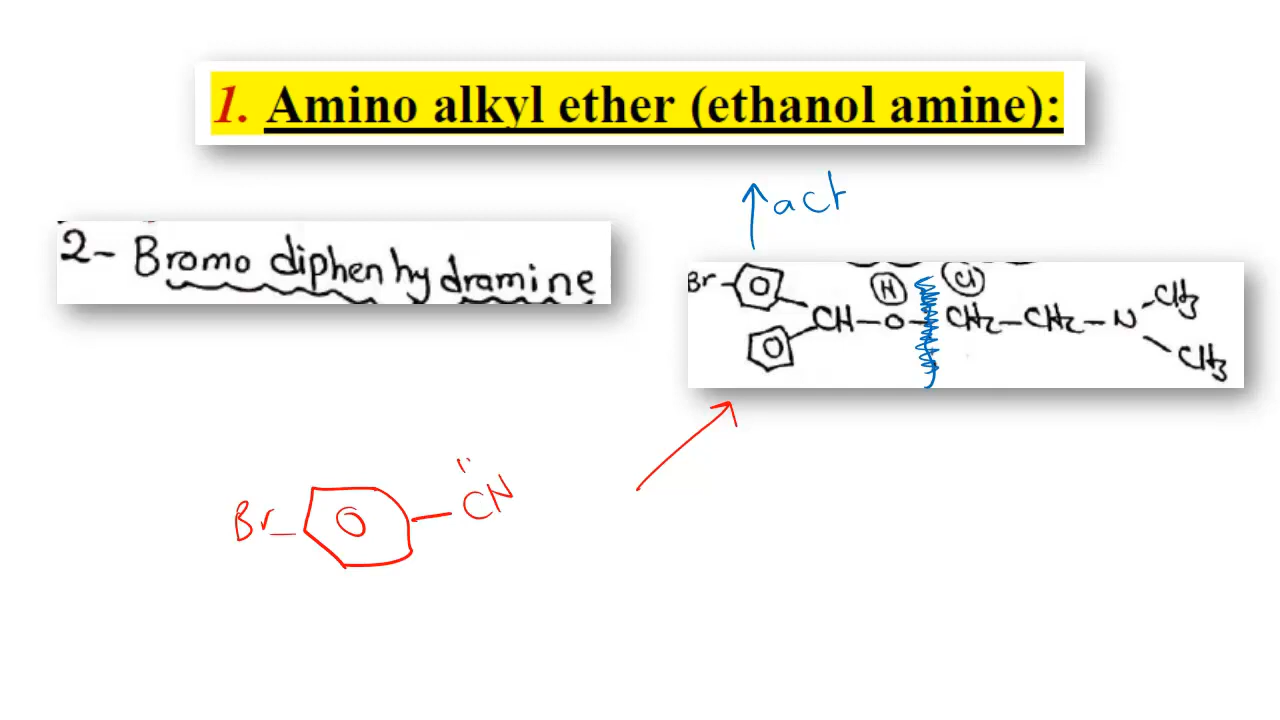 1. Amino alkyl ether (ethanol amine):
act
2- Bromo diphenhydramine
Br
H
Cl
CH-O-CH2-CH2-N
CH3
CH3
Br
CN